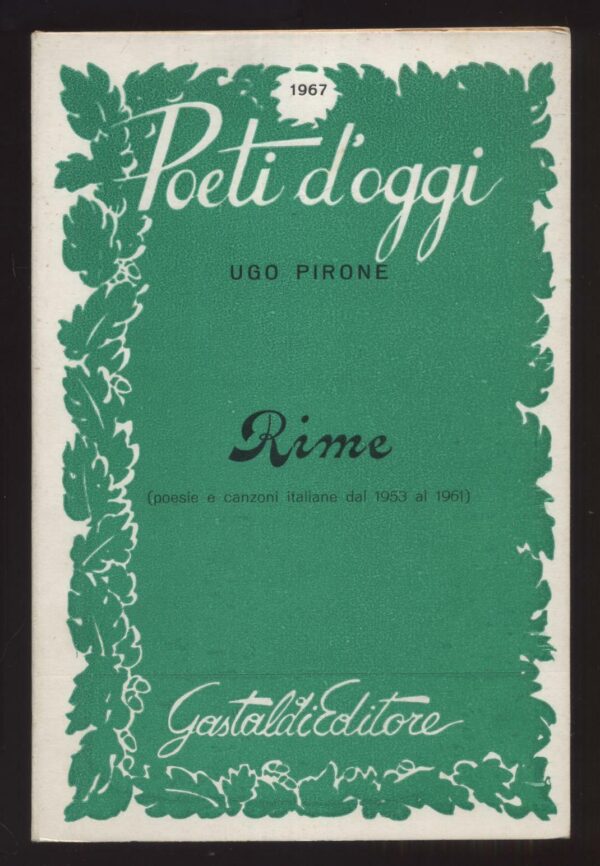 1967
Poeti d'oggi
UGO PIRONE
Rime
(poesie e canzoni italiane dal 1953 al 1961)
Gastaldi Editore